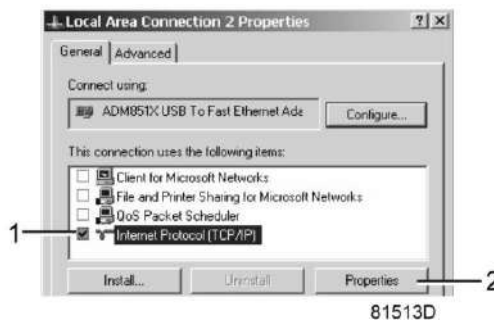 Local Area Connection 2 Properties
General Advanced
Connect using:
ADM851X USB To Fast Ethernet Ada
Configure...
This connection uses the following items:
Client for Microsoft Networks
File and Printer Sharing for Microsoft Networks
QoS Packet Scheduler
1
Internet Protocol (TCP/IP)
Install... Uninstall Properties
2
81513D